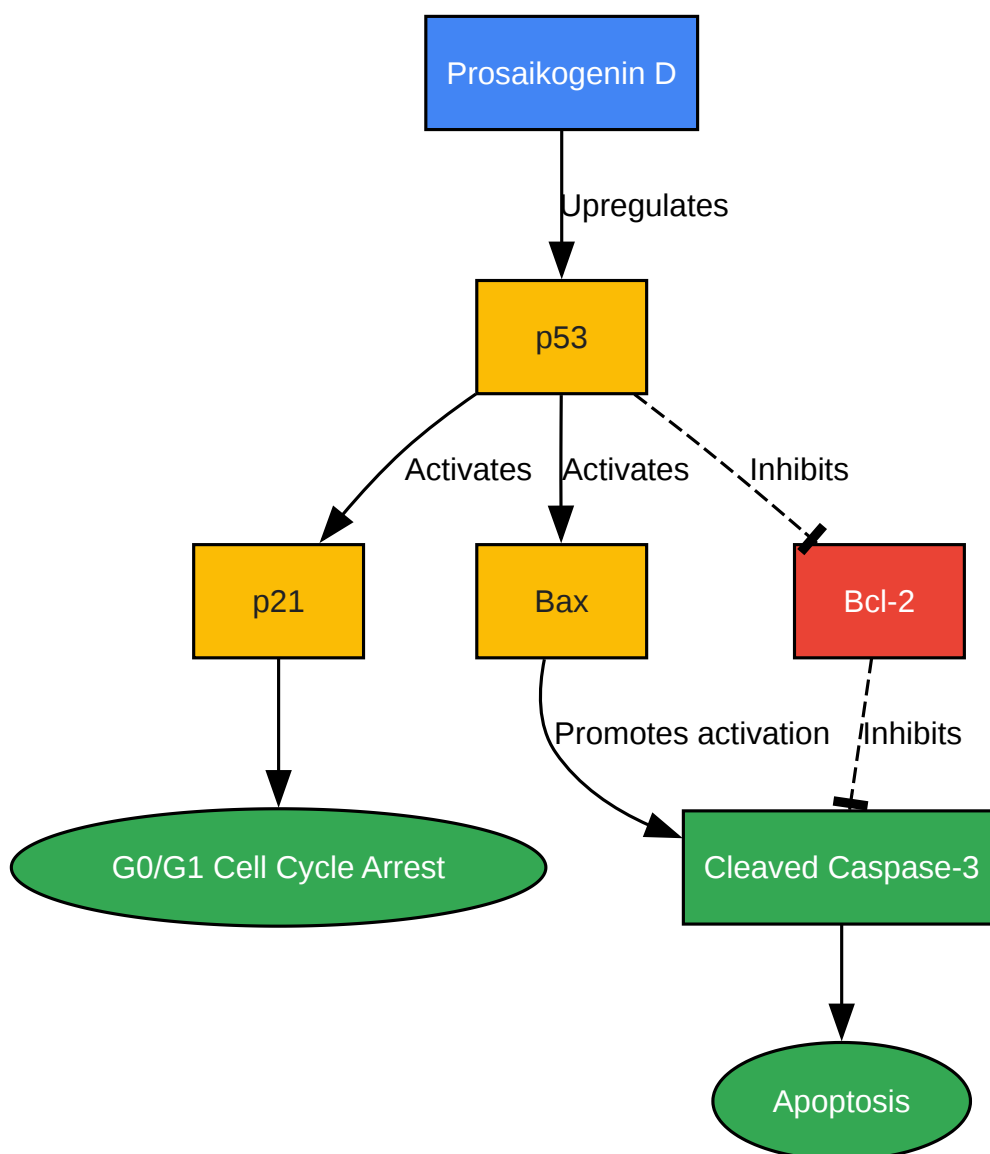 Prosaikogenin D
Upregulates
p53
Activates
Activates
Inhibits
p21
Bax
Bcl-2
Promotes activation
Inhibits
G0/G1 Cell Cycle Arrest
Cleaved Caspase-3
Apoptosis